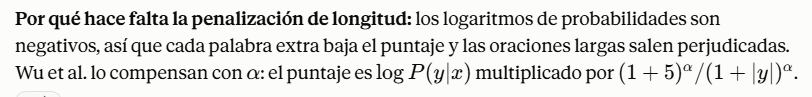 Por qué hace falta la penalización de longitud: los logaritmos de probabilidades son
negativos, así que cada palabra extra baja el puntaje y las oraciones largas salen perjudicadas.
Wu et al. lo compensan con α: el puntaje es log P(y|x) multiplicado por (1 + 5)^α/(1 + |y|)^α.